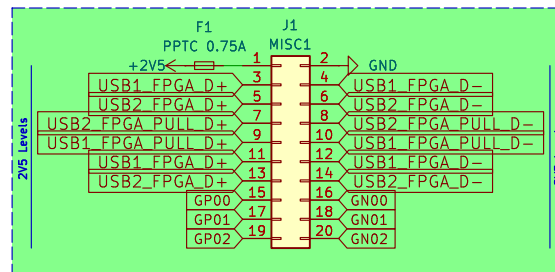 F1
J1
PPTC 0.75A
MISC1
+2V5 1 2 GND
USB1_FPGA_D+ 3 4 USB1_FPGA_D-
USB2_FPGA_D+ 5 6 USB2_FPGA_D-
USB2_FPGA_PULL_D+ 7 8 USB2_FPGA_PULL_D-
USB1_FPGA_PULL_D+ 9 10 USB1_FPGA_PULL_D-
USB1_FPGA_D+ 11 12 USB1_FPGA_D-
USB2_FPGA_D+ 13 14 USB2_FPGA_D-
GP00 15 16 GN00
GP01 17 18 GN01
GP02 19 20 GN02
2V5 Levels